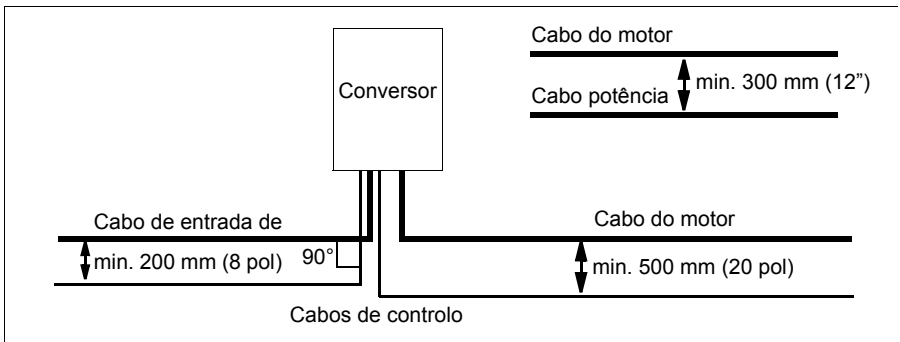 Cabo do motor
Conversor
min. 300 mm (12”)
Cabo potência
Cabo de entrada de
Cabo do motor
min. 200 mm (8 pol)
90°
min. 500 mm (20 pol)
Cabos de controlo